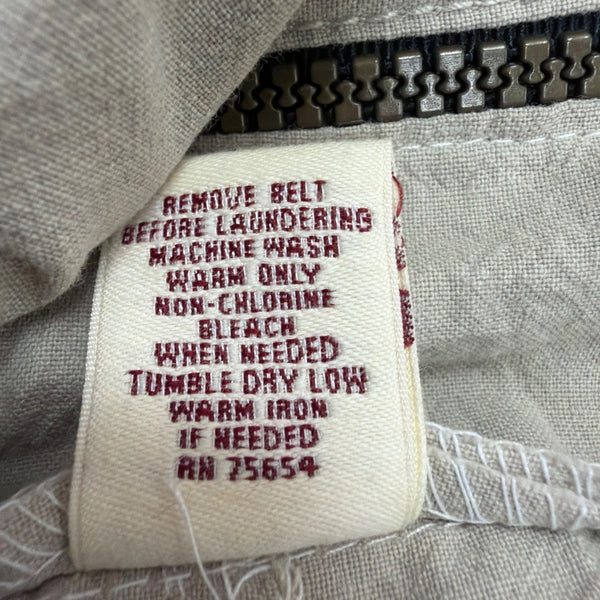 REMOVE BELT
BEFORE LAUNDERING
MACHINE WASH
WARM ONLY
NON-CHLORINE
BLEACH
WHEN NEEDED
TUMBLE DRY LOW
WARM IRON
IF NEEDED
RN 75654